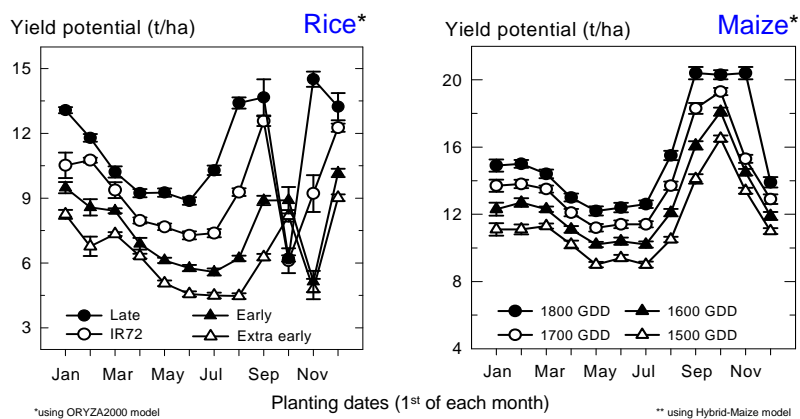 Yield potential (t/ha) Rice*
15
12
9
6
3
Late
IR72
Early
Extra early
Jan Mar May Jul Sep Nov
Yield potential (t/ha) Maize*
20
16
12
8
4
1800 GDD
1700 GDD
1600 GDD
1500 GDD
Jan Mar May Jul Sep Nov
Planting dates (1st of each month)
*using ORYZA2000 model
** using Hybrid-Maize model